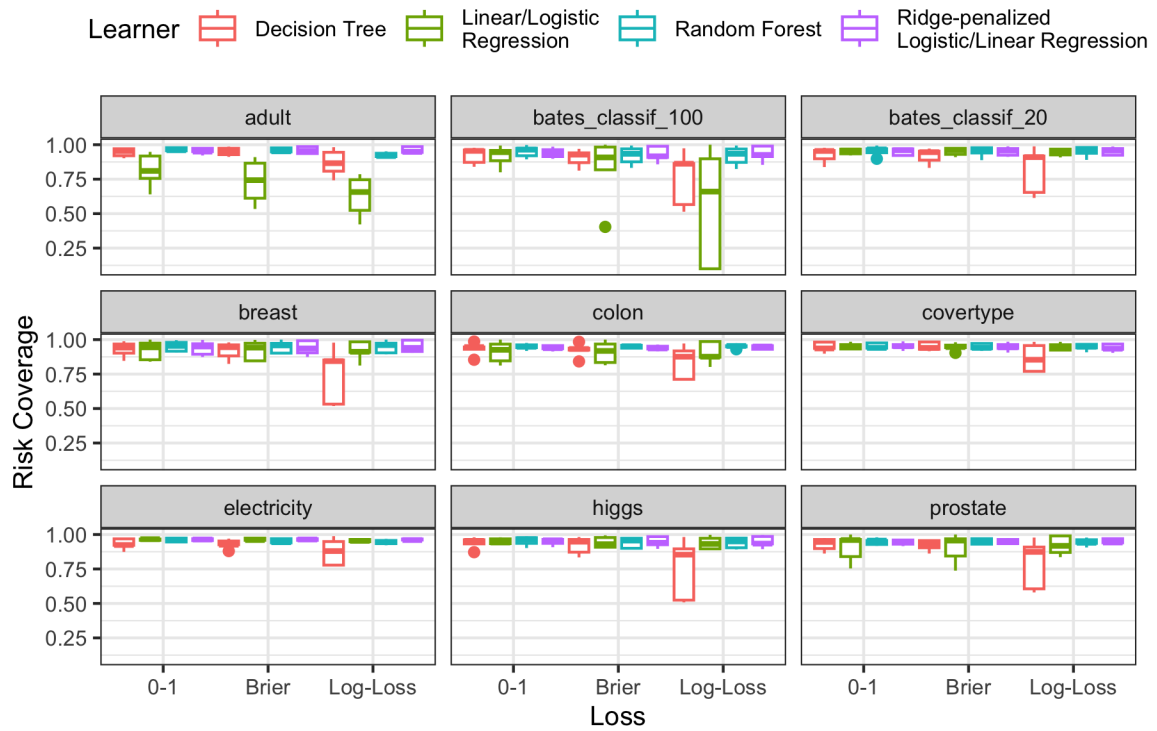 Learner
Decision Tree
Linear/Logistic
Regression
Random Forest
Ridge-penalized
Logistic/Linear Regression
adult
bates_classif_100
bates_classif_20
1.00
0.75
0.50
0.25
breast
colon
covertype
1.00
0.75
0.50
0.25
electricity
higgs
prostate
1.00
0.75
0.50
0.25
Risk Coverage
0-1 Brier Log-Loss
0-1 Brier Log-Loss
0-1 Brier Log-Loss
Loss